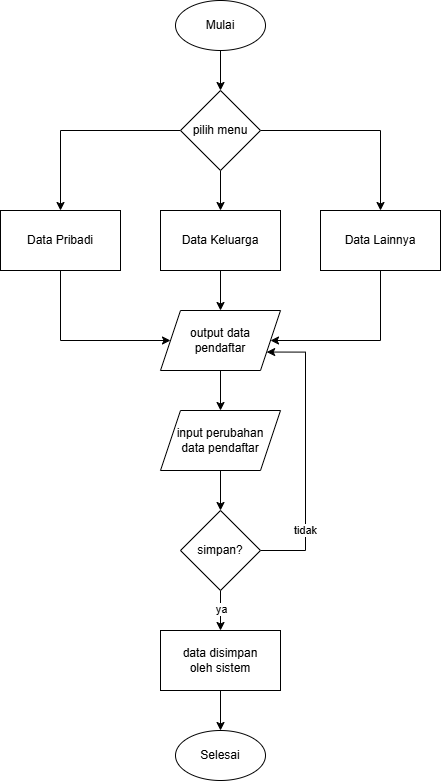 Mulai
pilih menu
Data Pribadi
Data Keluarga
Data Lainnya
output data
pendaftar
input perubahan
data pendaftar
simpan?
tidak
ya
data disimpan
oleh sistem
Selesai